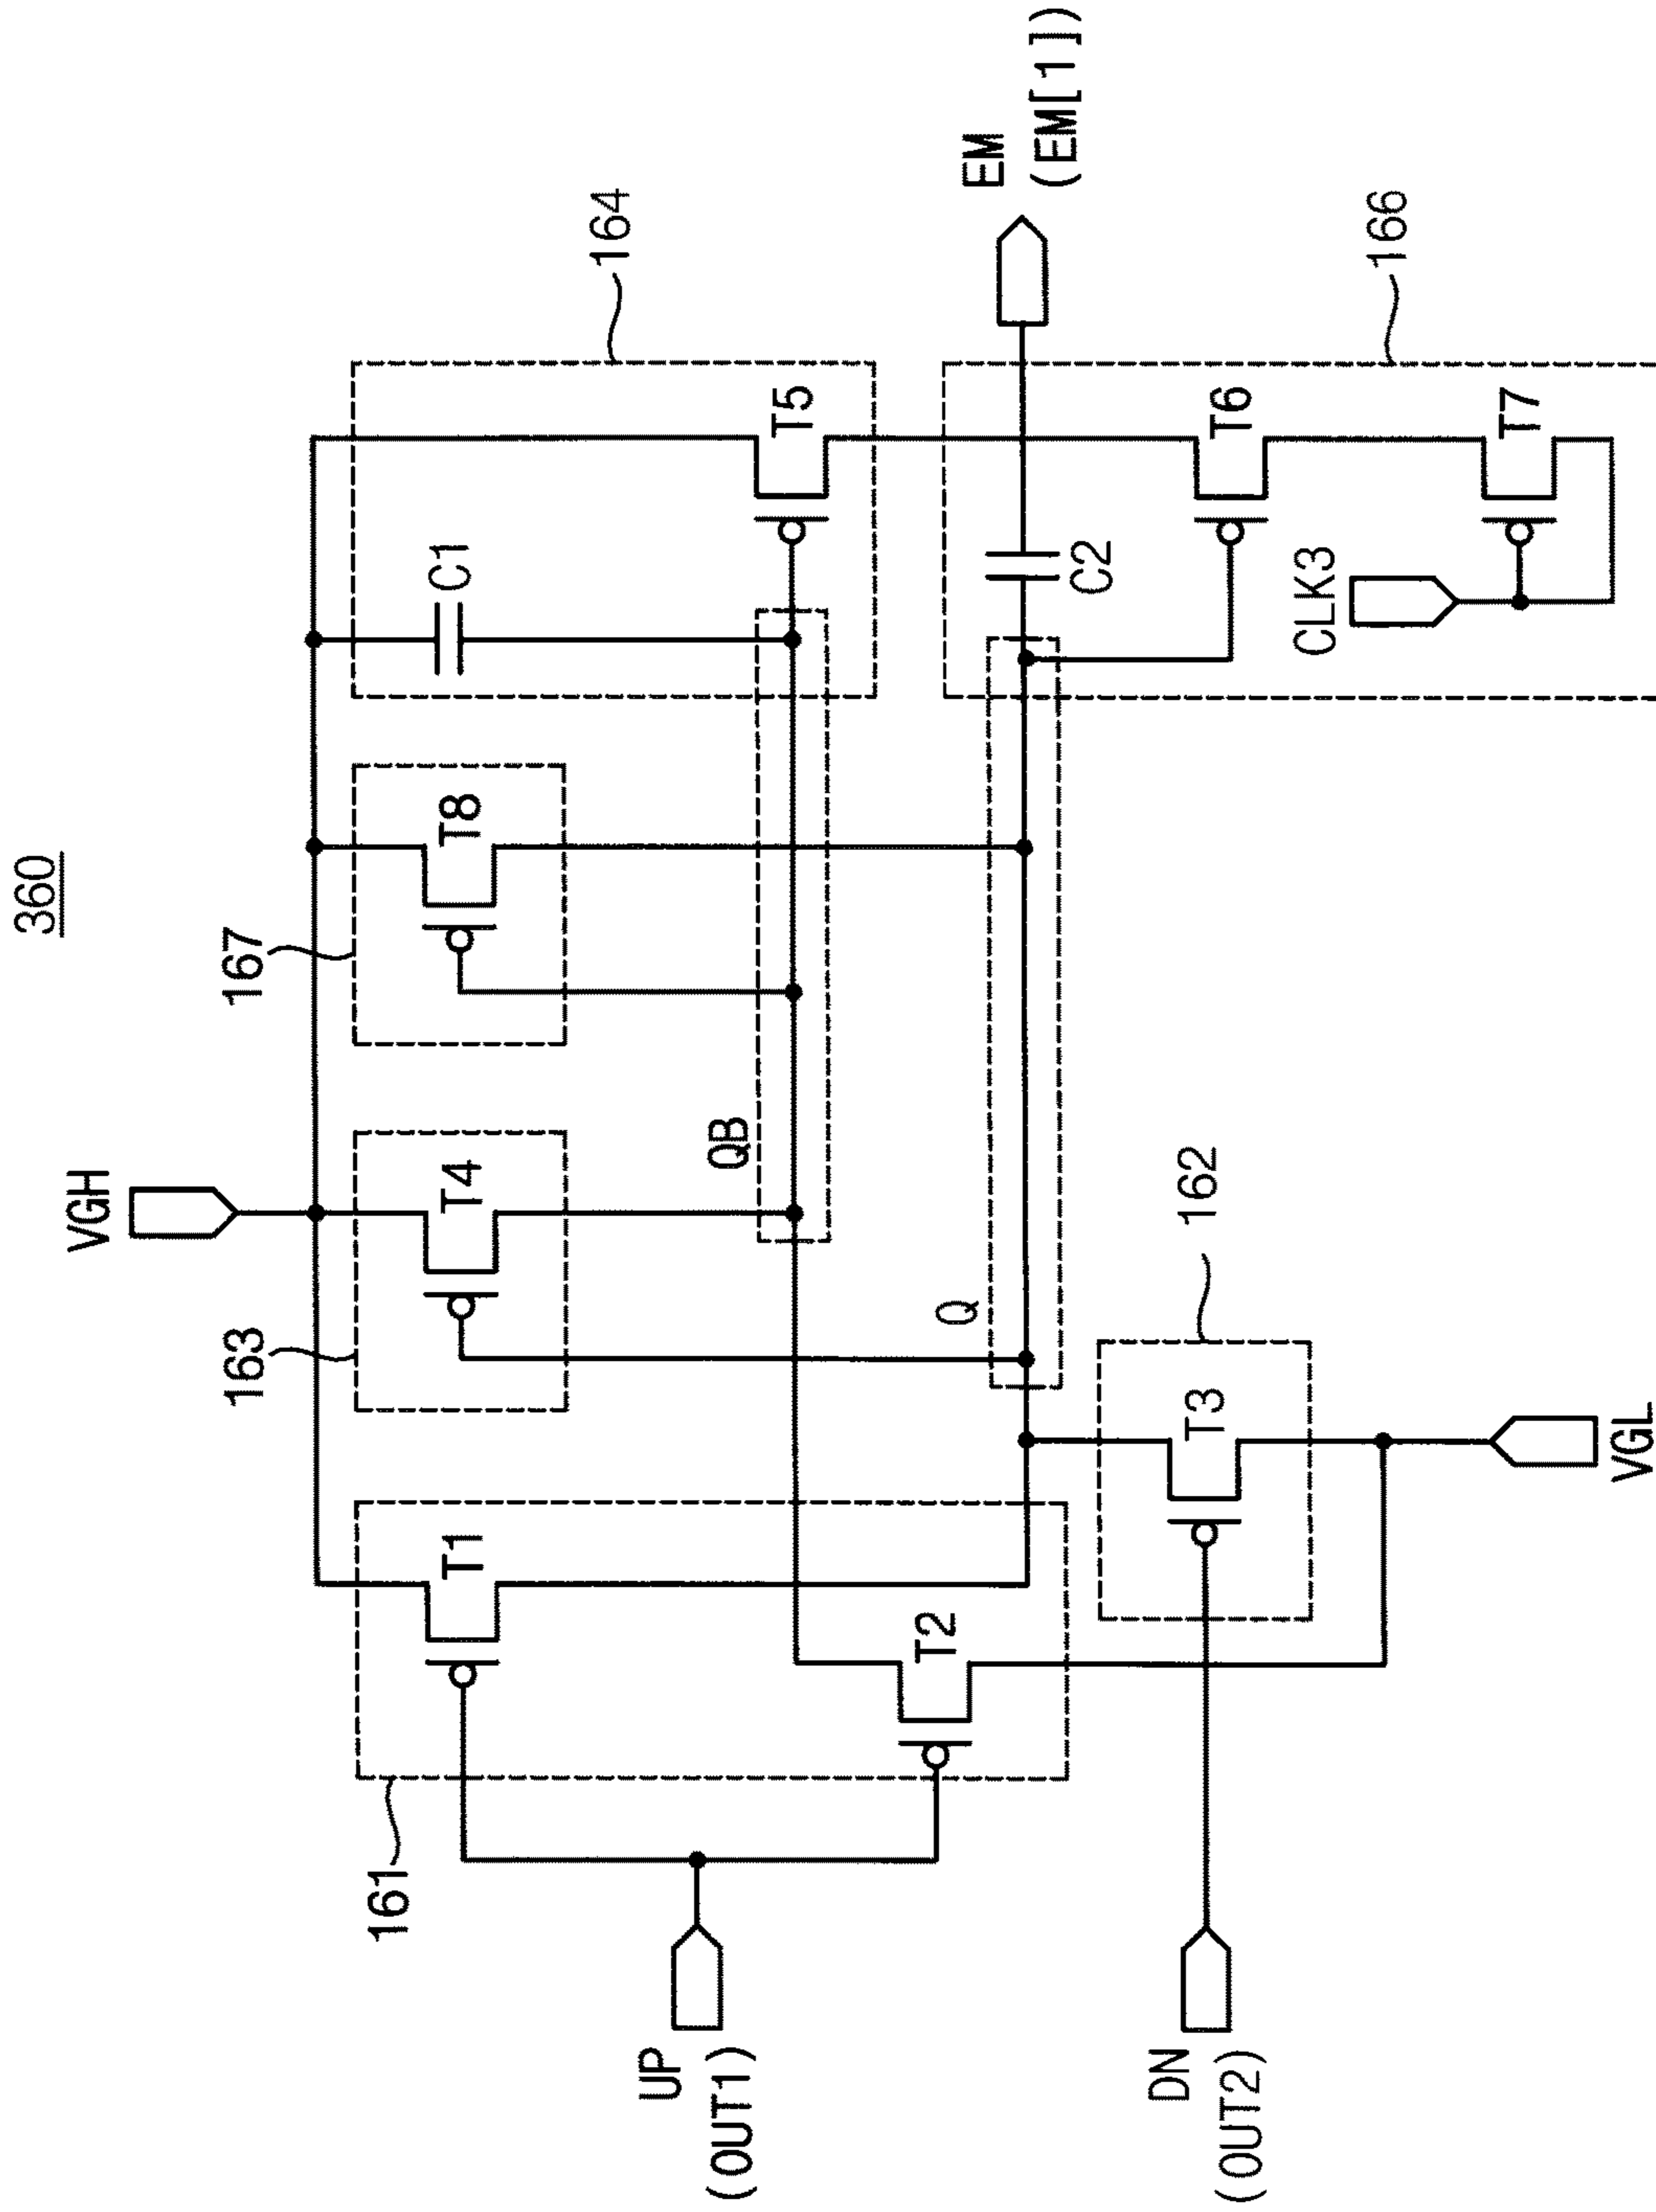 360
VGH
163
T4
167
T8
C1
164
T5
QB
161
T1
T2
UP
(OUT1)
Q
EM
(EM[1])
C2
T6
166
CLK3
T7
162
T3
DN
(OUT2)
VGL